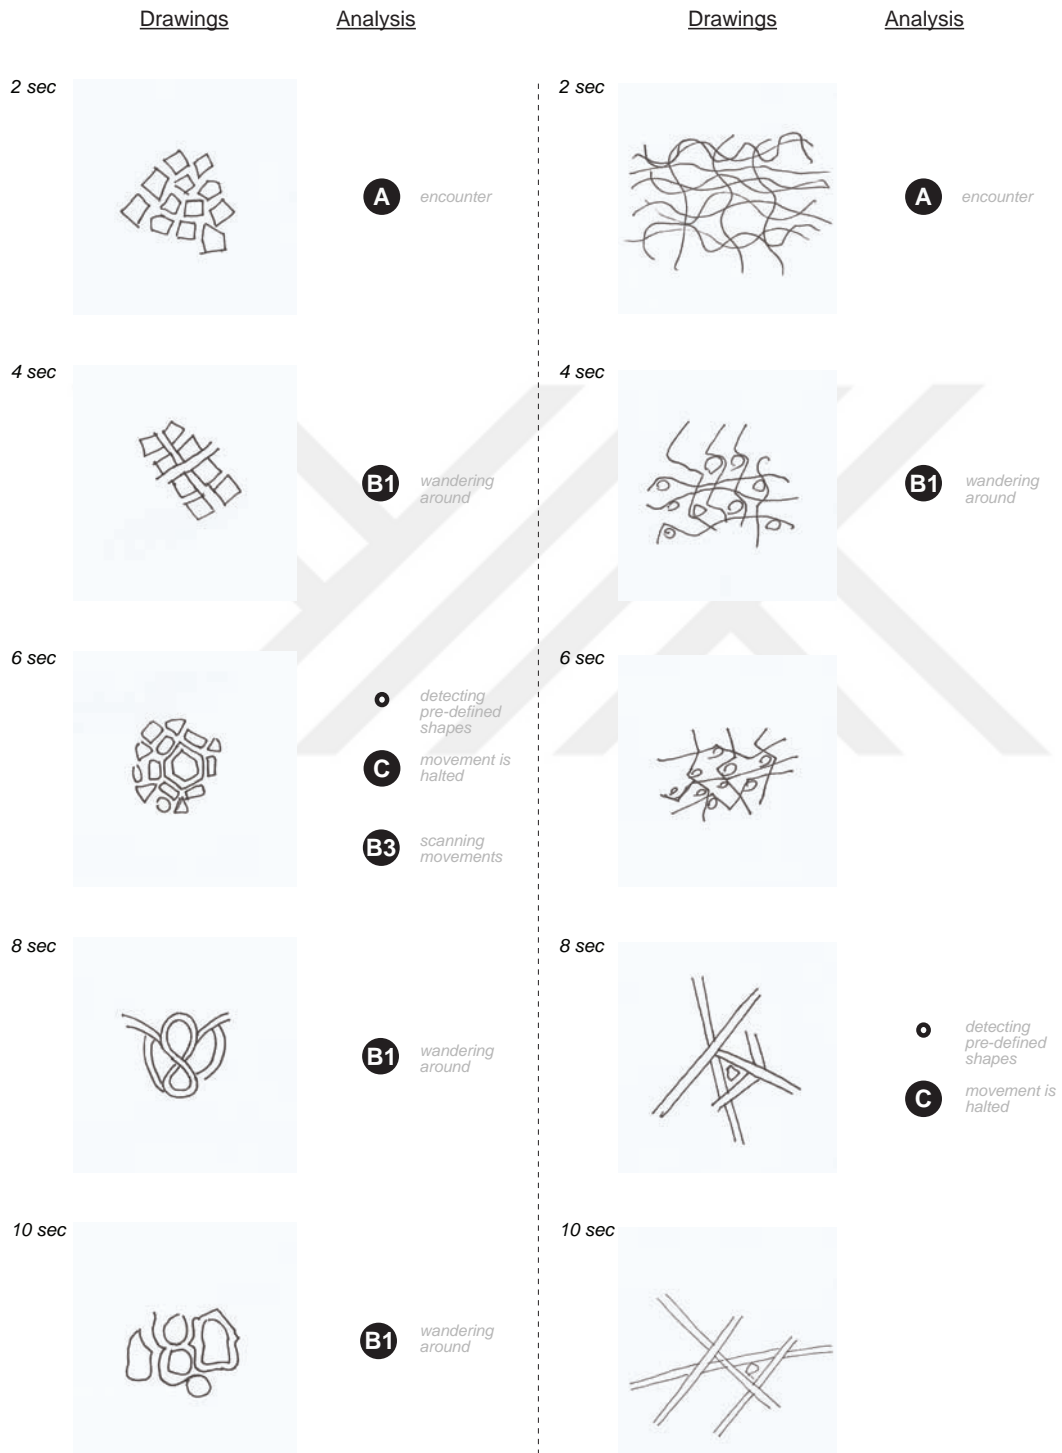 Drawings Analysis
2 sec
A encounter
4 sec
B1 wandering
around
6 sec
detecting
pre-defined
shapes
C movement is
halted
B3 scanning
movements
8 sec
B1 wandering
around
10 sec
B1 wandering
around
Drawings Analysis
2 sec
A encounter
4 sec
B1 wandering
around
6 sec
8 sec
detecting
pre-defined
shapes
C movement is
halted
10 sec